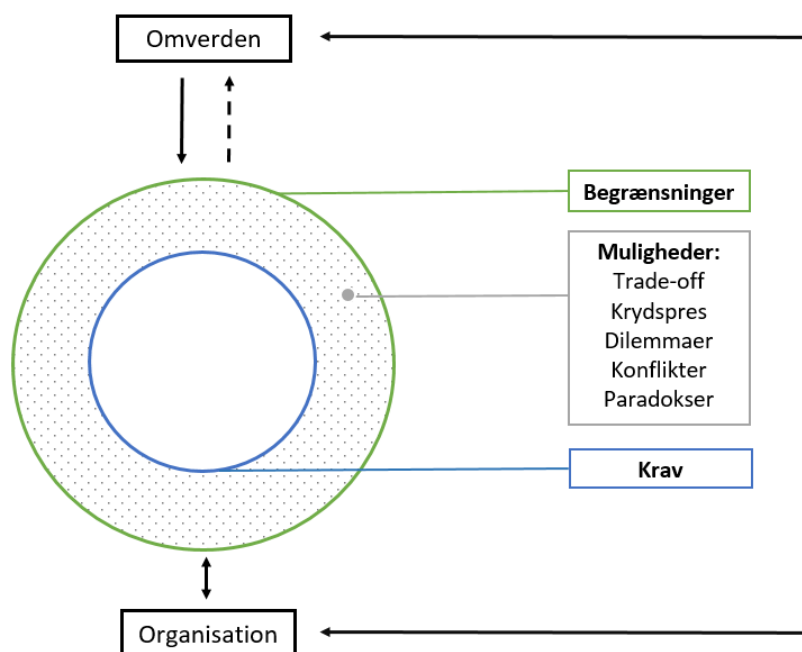 Omverden
Begrænsninger
Muligheder:
Trade-off
Krydspres
Dilemmaer
Konflikter
Paradokser
Krav
Organisation